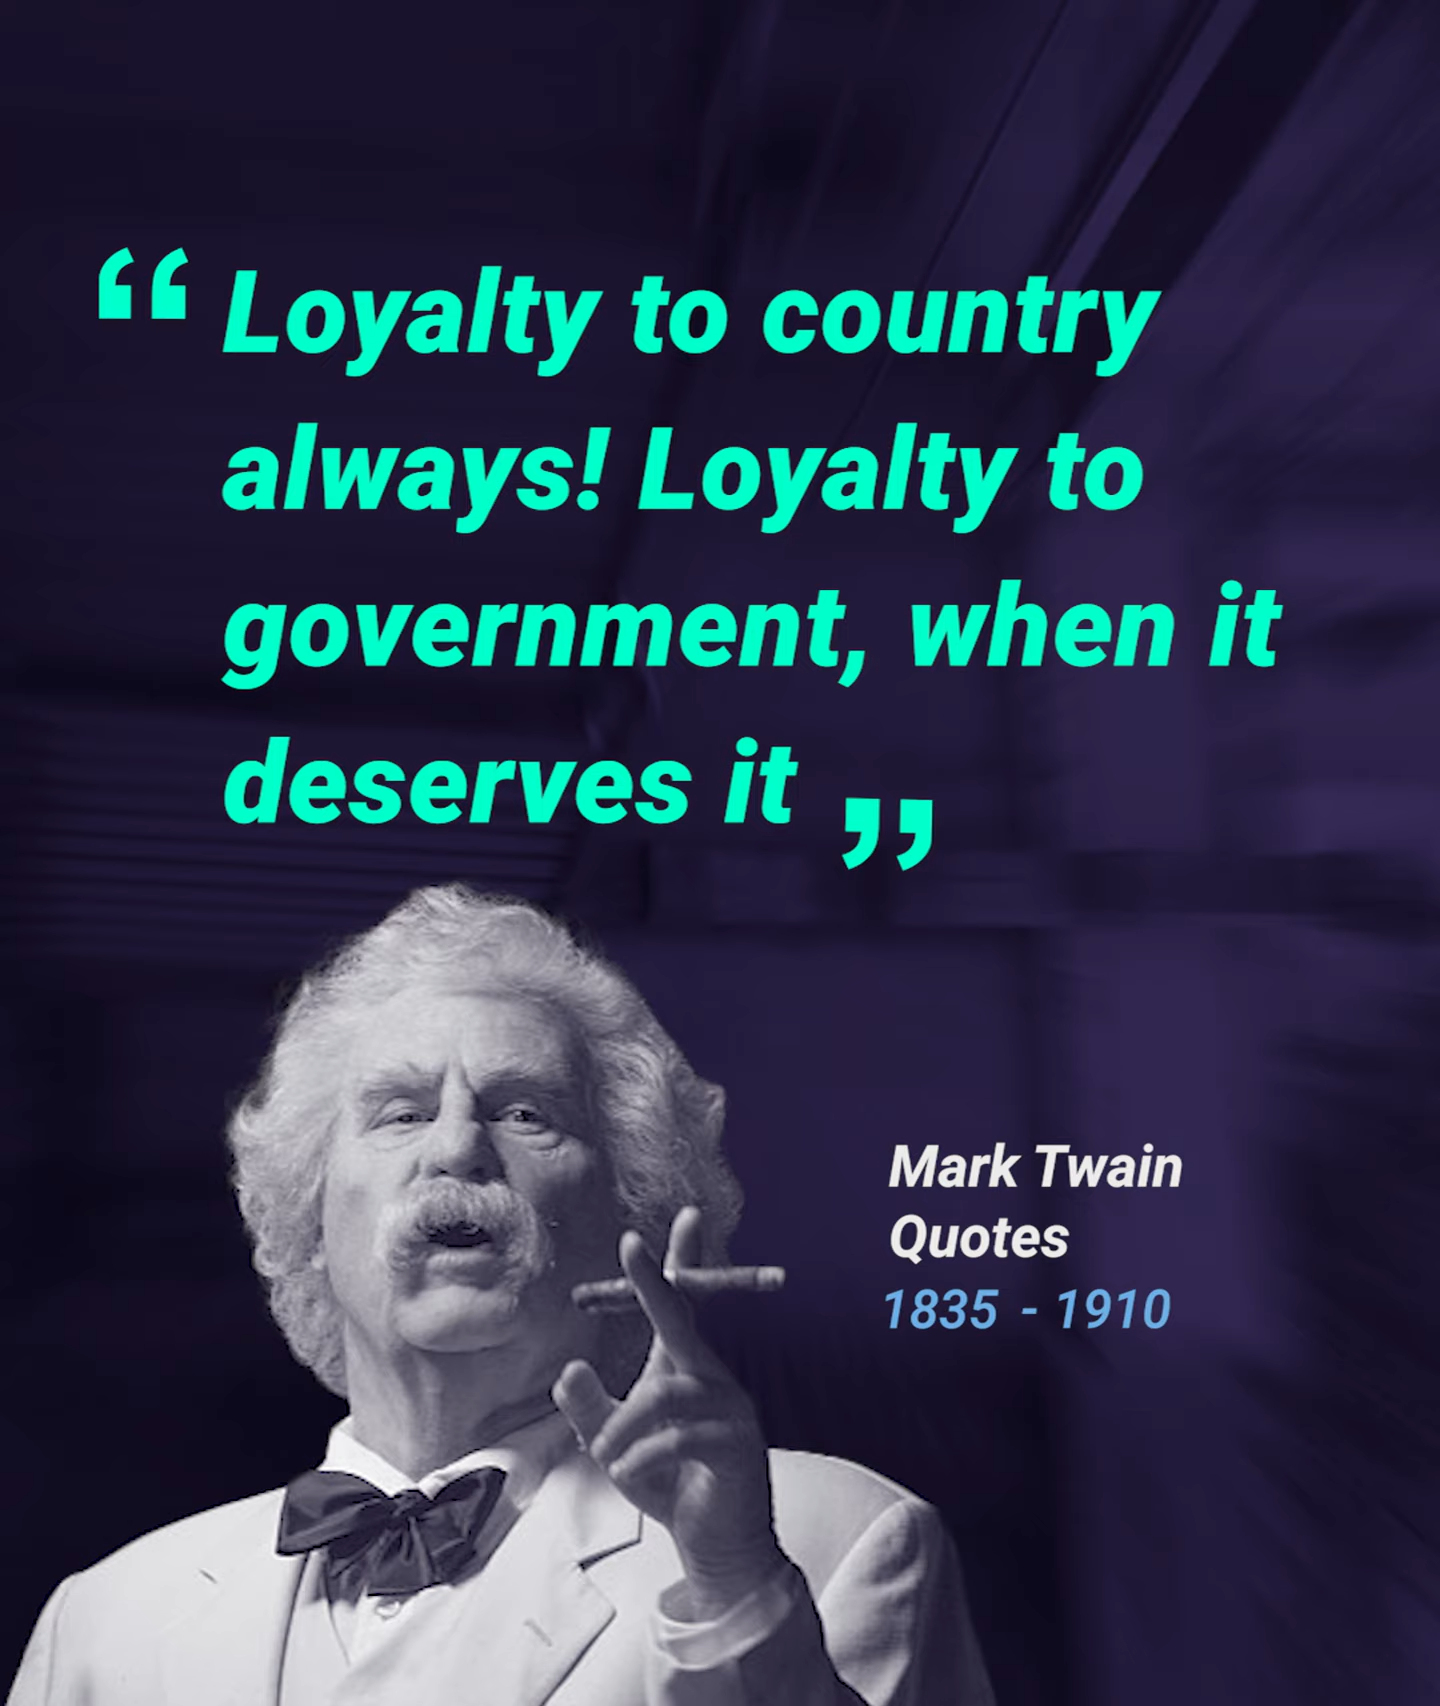 “ Loyalty to country
always! Loyalty to
government, when it
deserves it ”
Mark Twain
Quotes
1835 - 1910